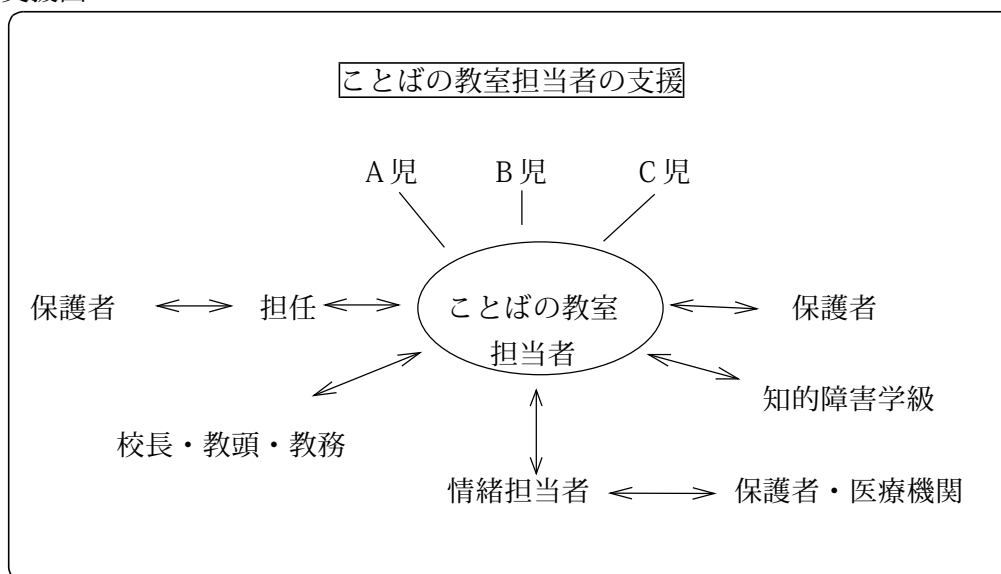 ことばの教室担当者の支援
A児 B児 C児
保護者 担任 ことばの教室 保護者
担当者
知的障害学級
校長・教頭・教務
情緒担当者 保護者・医療機関